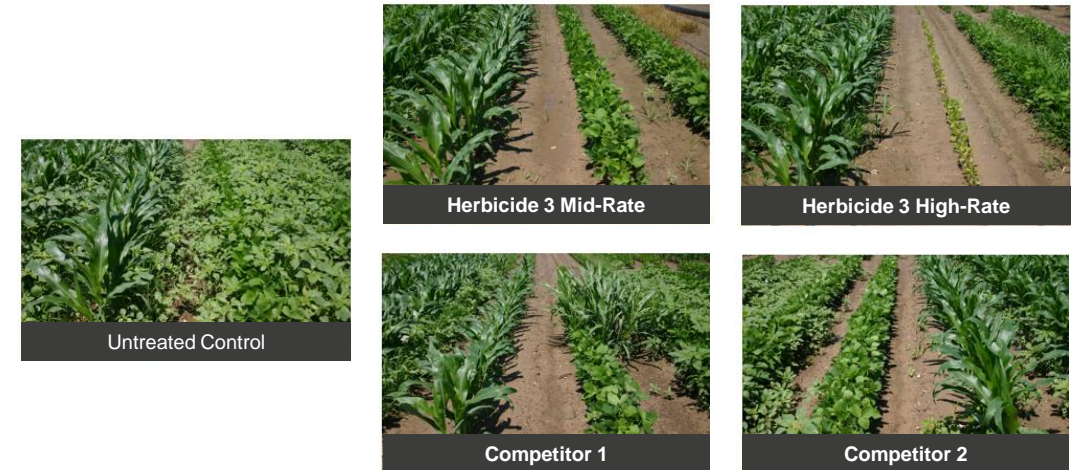 Herbicide 3 Mid-Rate
Herbicide 3 High-Rate
Untreated Control
Competitor 1
Competitor 2